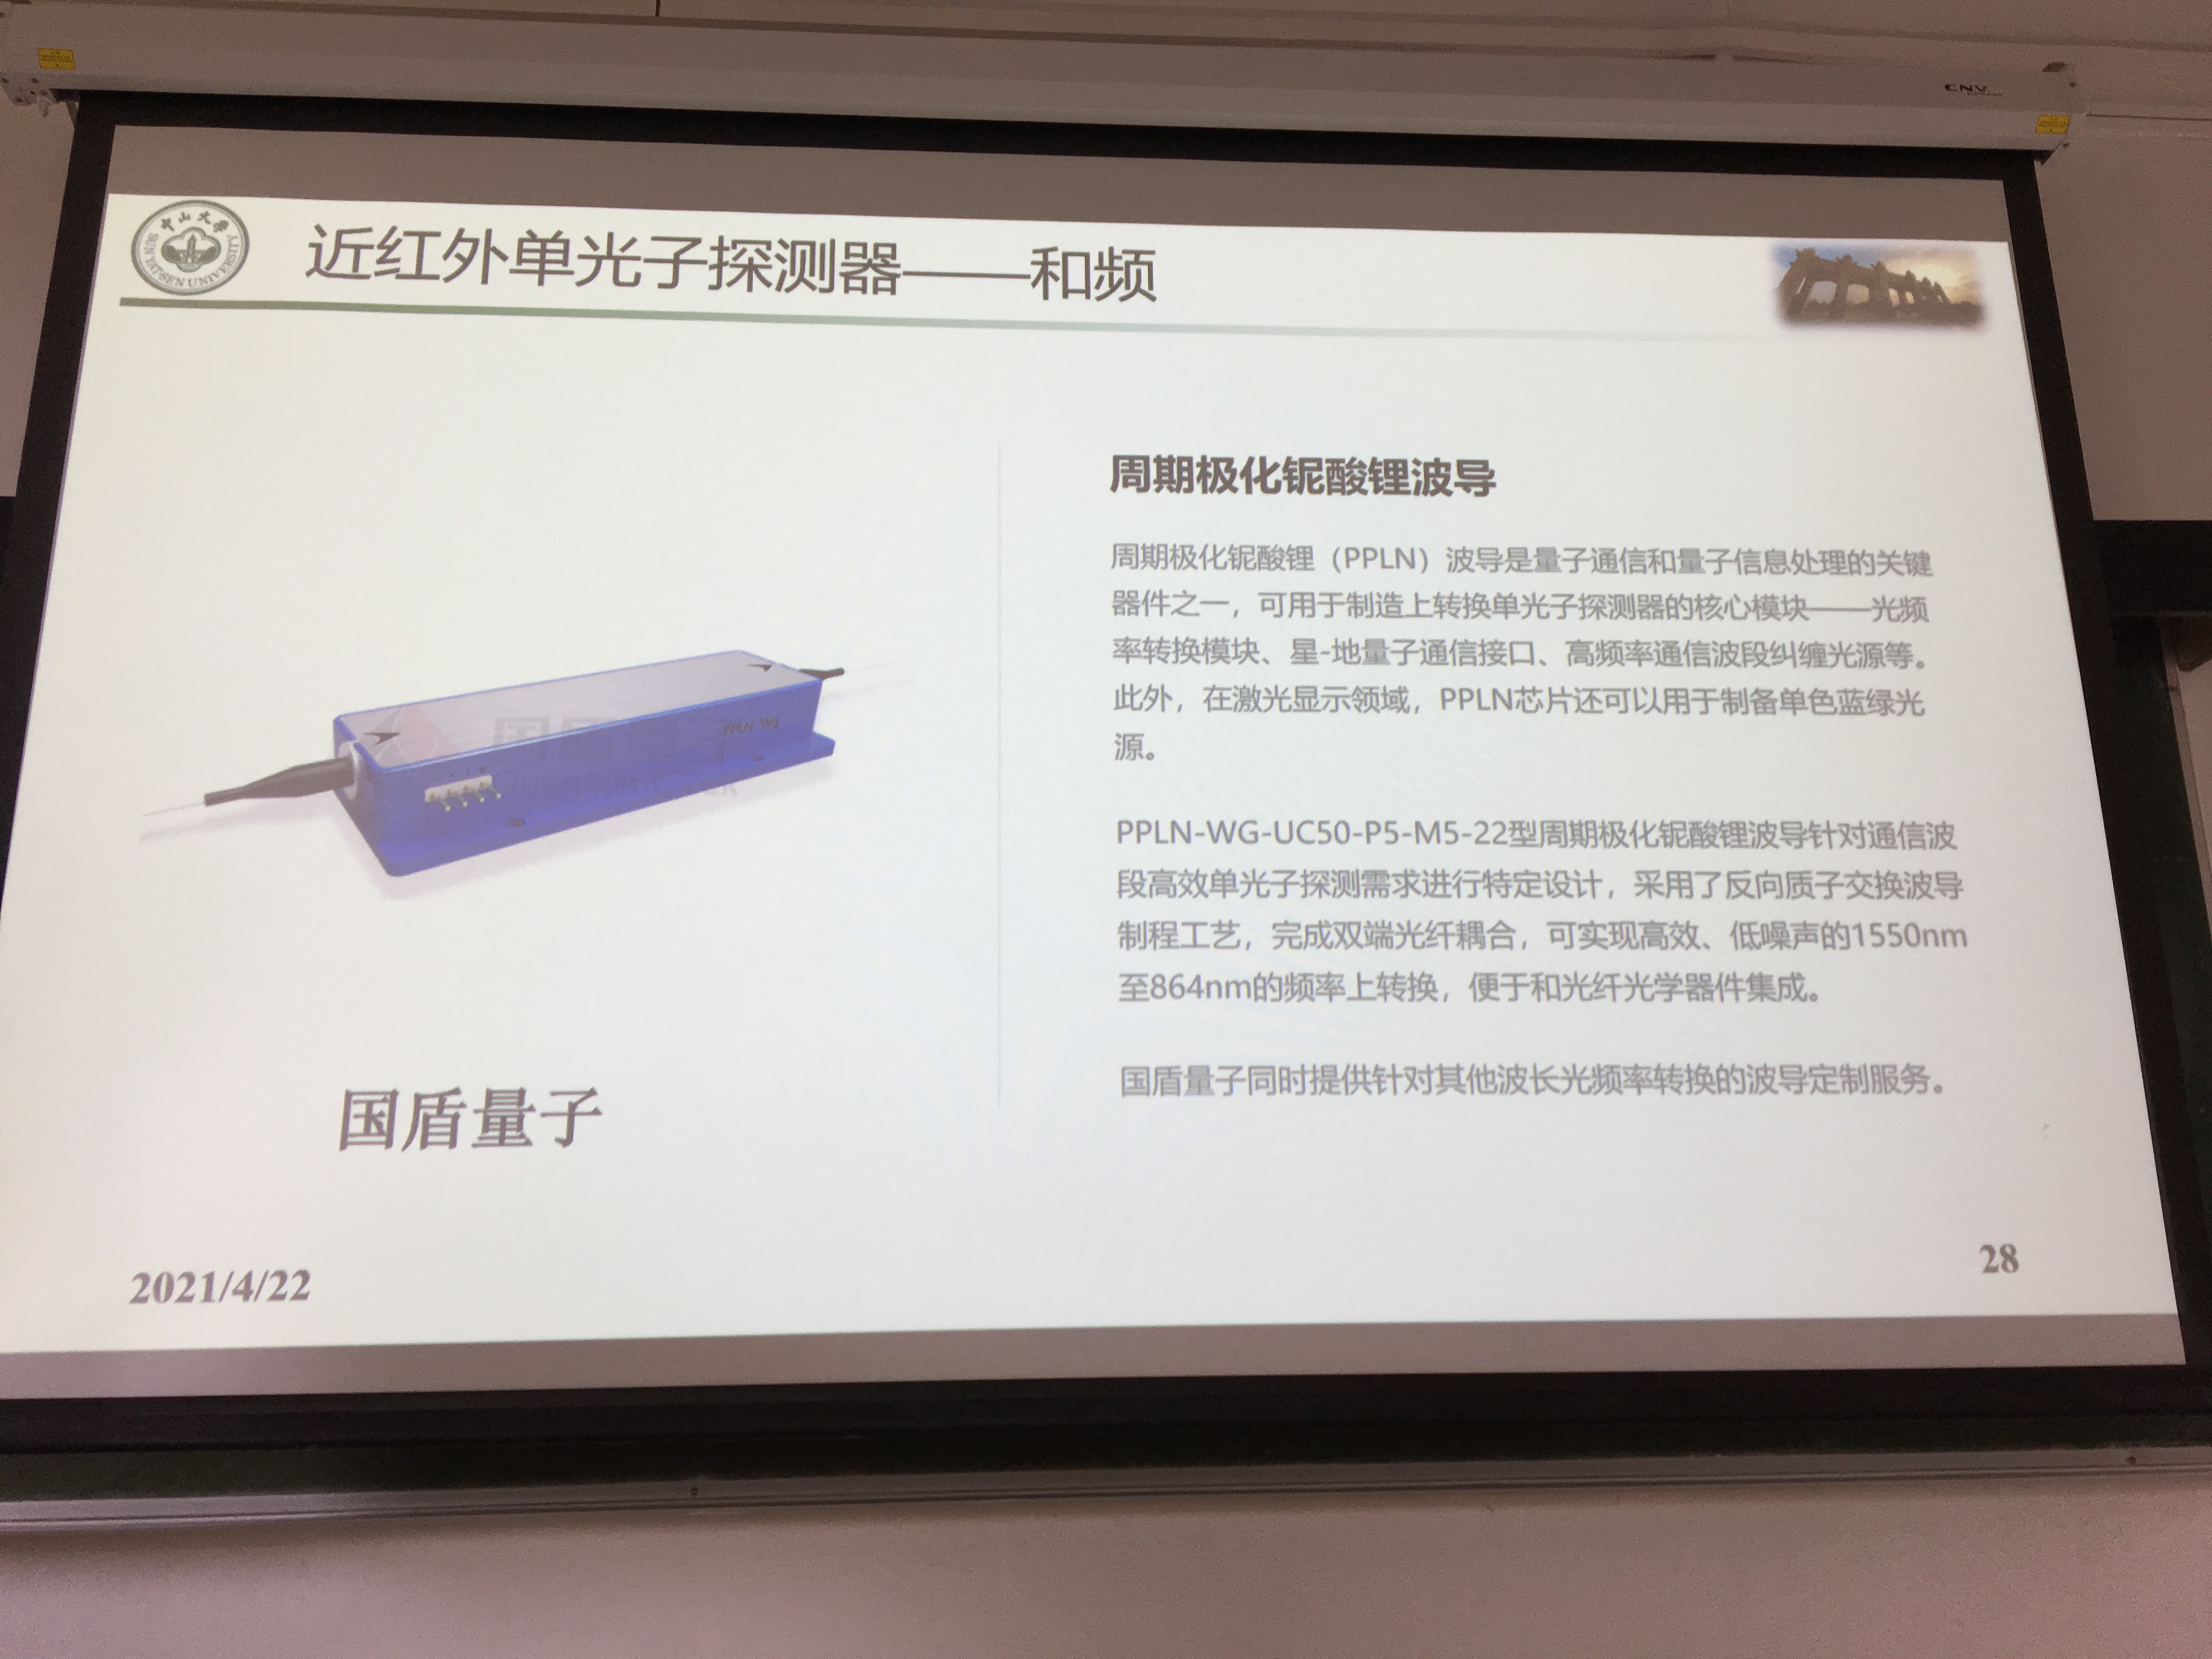 CNV
中山大学
SUN YAT-SEN UNIVERSITY
近红外单光子探测器——和频
周期极化铌酸锂波导
周期极化铌酸锂（PPLN）波导是量子通信和量子信息处理的关键
器件之一，可用于制造上转换单光子探测器的核心模块——光频
率转换模块、星-地量子通信接口、高频率通信波段纠缠光源等。
此外，在激光显示领域，PPLN芯片还可以用于制备单色蓝绿光
源。
PPLN-WG-UC50-P5-M5-22型周期极化铌酸锂波导针对通信波
段高效单光子探测需求进行特定设计，采用了反向质子交换波导
制程工艺，完成双端光纤耦合，可实现高效、低噪声的1550nm
至864nm的频率上转换，便于和光纤光学器件集成。
国盾量子同时提供针对其他波长光频率转换的波导定制服务。
PPLN Wg
国盾量子
2021/4/22
28